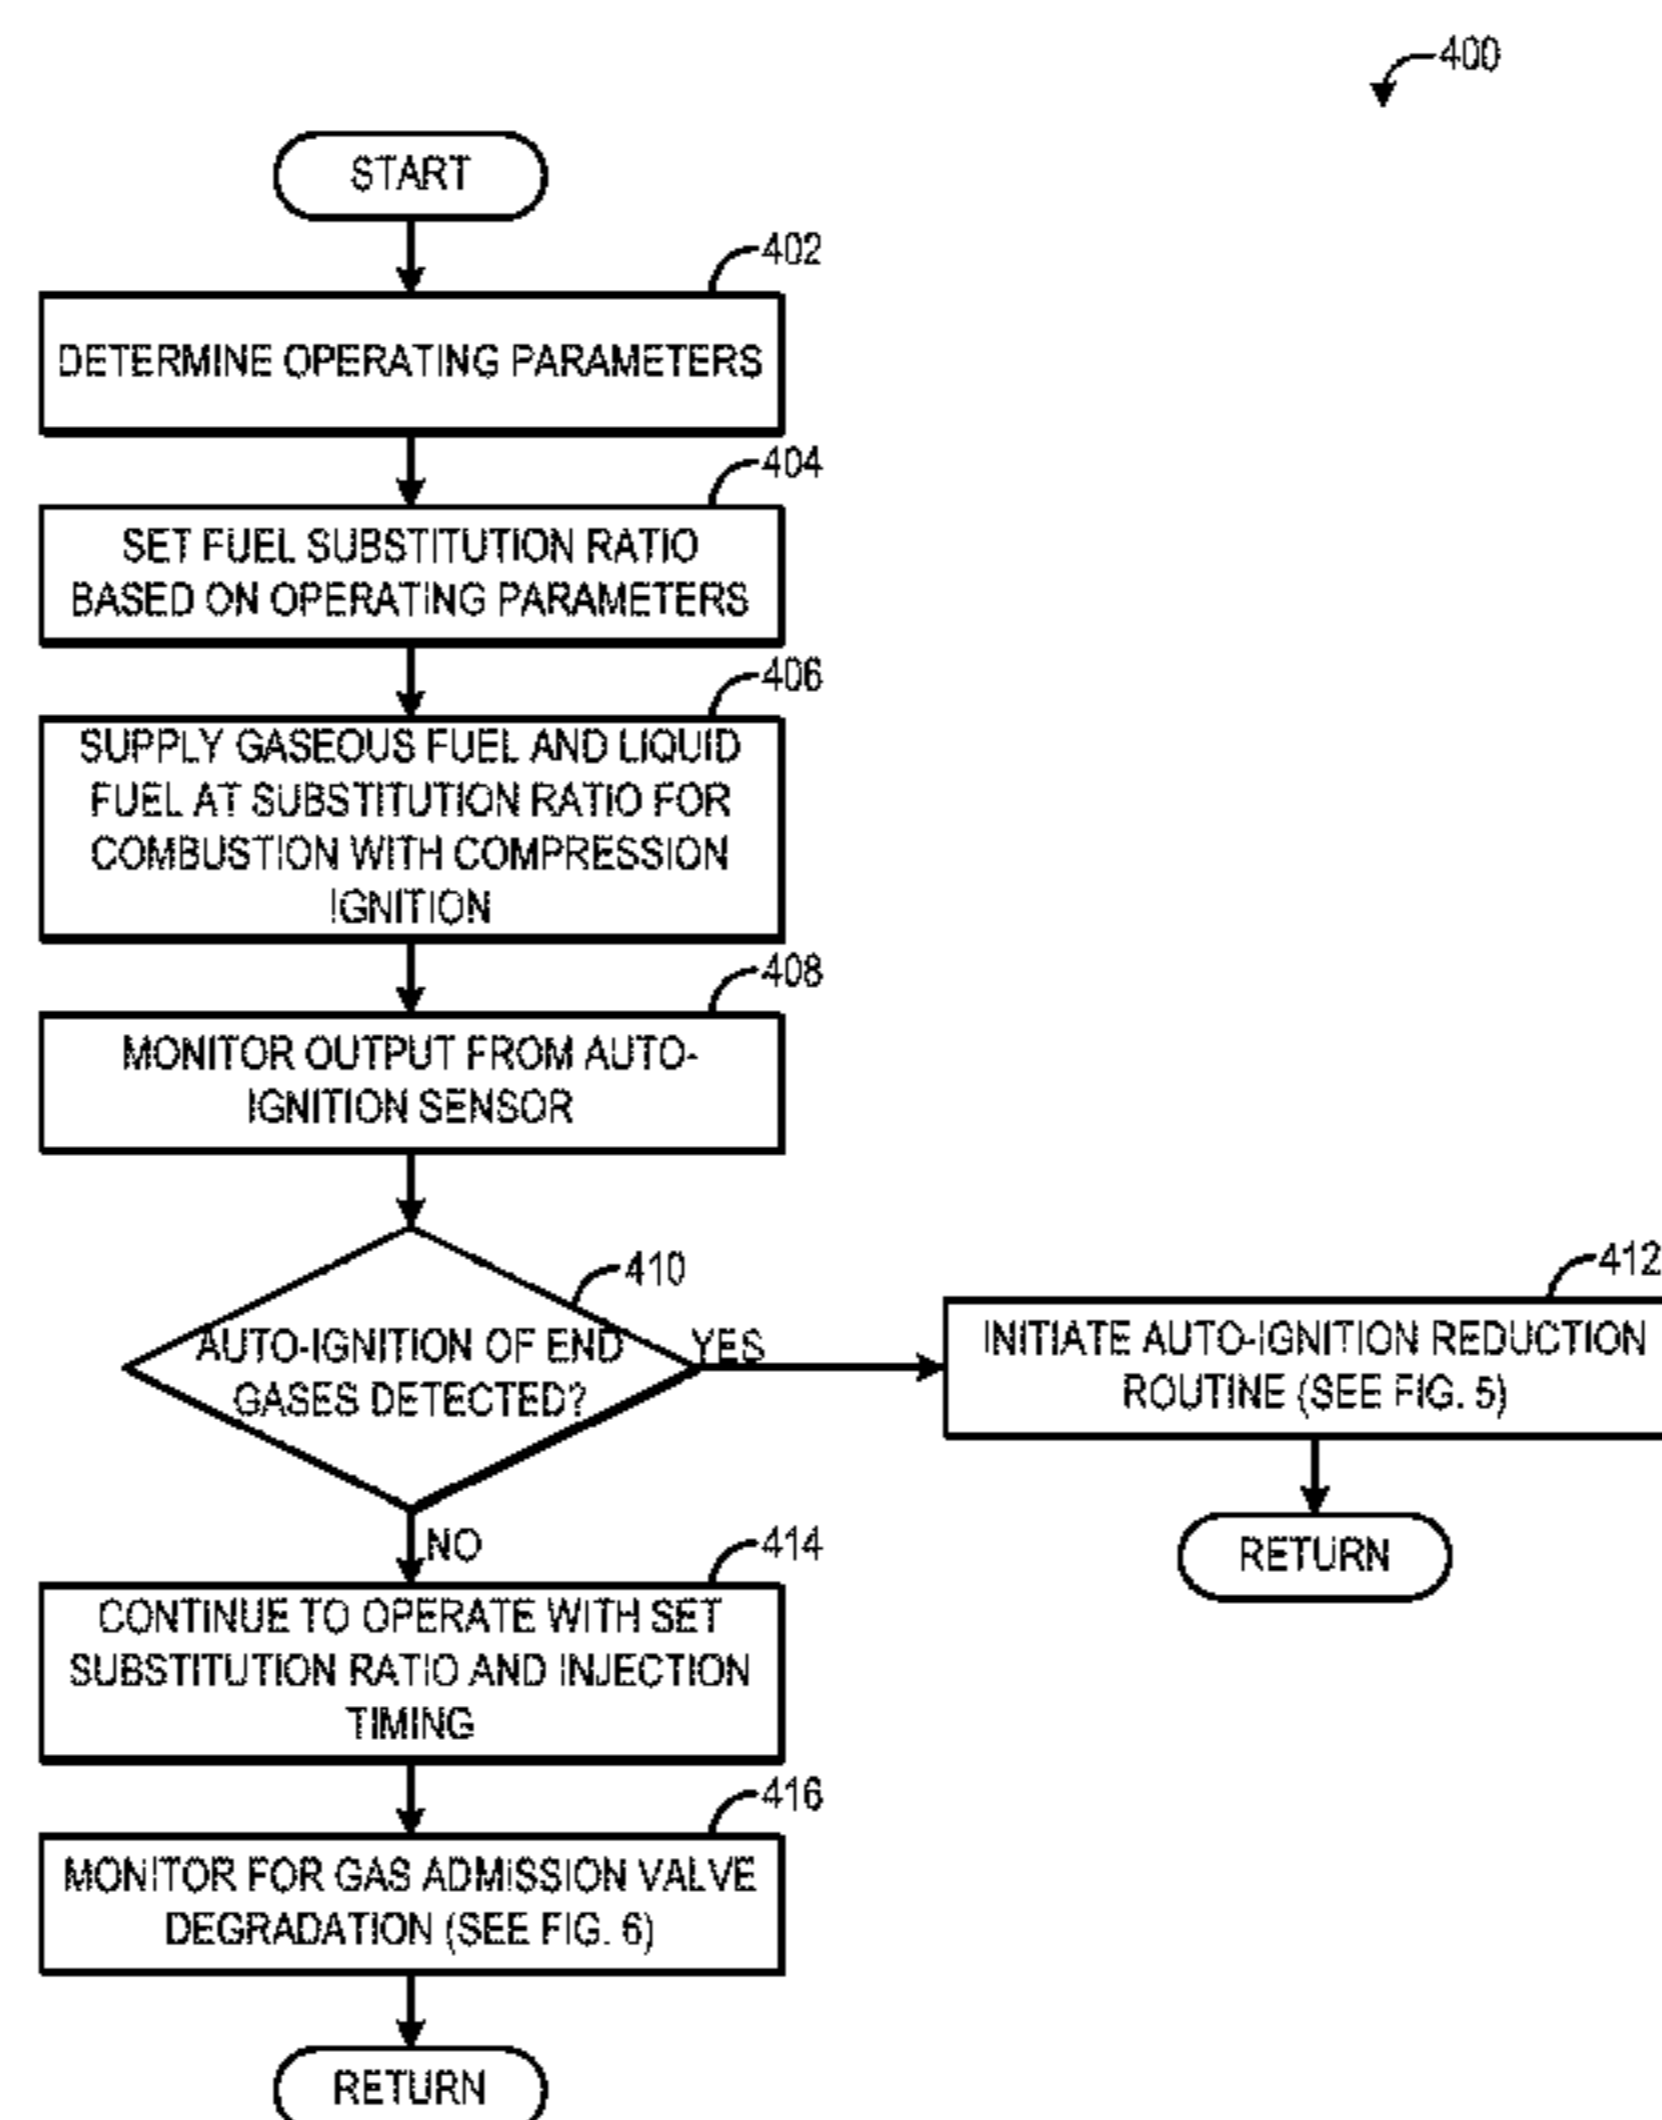 400
START
402
DETERMINE OPERATING PARAMETERS
404
SET FUEL SUBSTITUTION RATIO
BASED ON OPERATING PARAMETERS
406
SUPPLY GASEOUS FUEL AND LIQUID
FUEL AT SUBSTITUTION RATIO FOR
COMBUSTION WITH COMPRESSION
IGNITION
408
MONITOR OUTPUT FROM AUTO-
IGNITION SENSOR
410
AUTO-IGNITION OF END
GASES DETECTED?
YES
412
INITIATE AUTO-IGNITION REDUCTION
ROUTINE (SEE FIG. 5)
RETURN
NO
414
CONTINUE TO OPERATE WITH SET
SUBSTITUTION RATIO AND INJECTION
TIMING
416
MONITOR FOR GAS ADMISSION VALVE
DEGRADATION (SEE FIG. 6)
RETURN